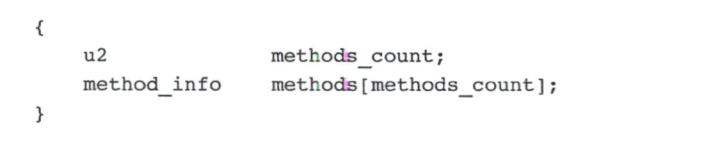 {
u2 methods_count;
method_info methods[methods_count];
}